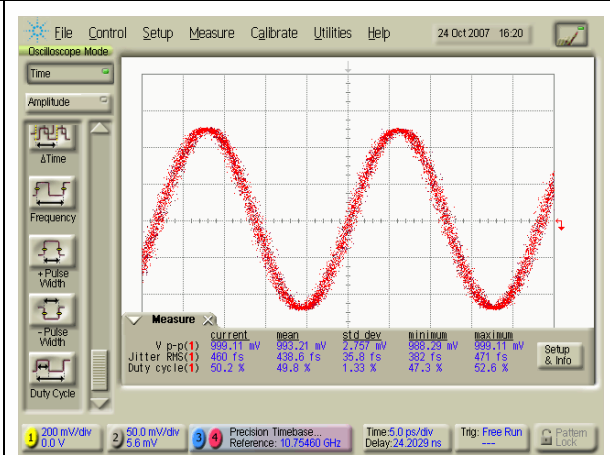 File Control Setup Measure Calibrate Utilities Help 24 Oct 2007 16:20
Oscilloscope Mode
Time
Amplitude
ΔTime
Frequency
+ Pulse
Width
- Pulse
Width
Duty Cycle
Measure
current mean std dev minimum maximum
V p-p(1) 999.11 mV 993.21 mV 2.757 mV 988.29 mV 999.11 mV
Jitter RMS(1) 460 fs 438.6 fs 35.8 fs 382 fs 471 fs
Duty cycle(1) 50.2 % 49.8 % 1.33 % 47.3 % 52.6 %
Setup
& Info
1 200 mV/div
0.0 V
2 50.0 mV/div
5.6 mV
3 4 Precision Timebase...
Reference: 10.75460 GHz
Time:5.0 ps/div
Delay:24.2029 ns
Trig: Free Run
---
Pattern
Lock